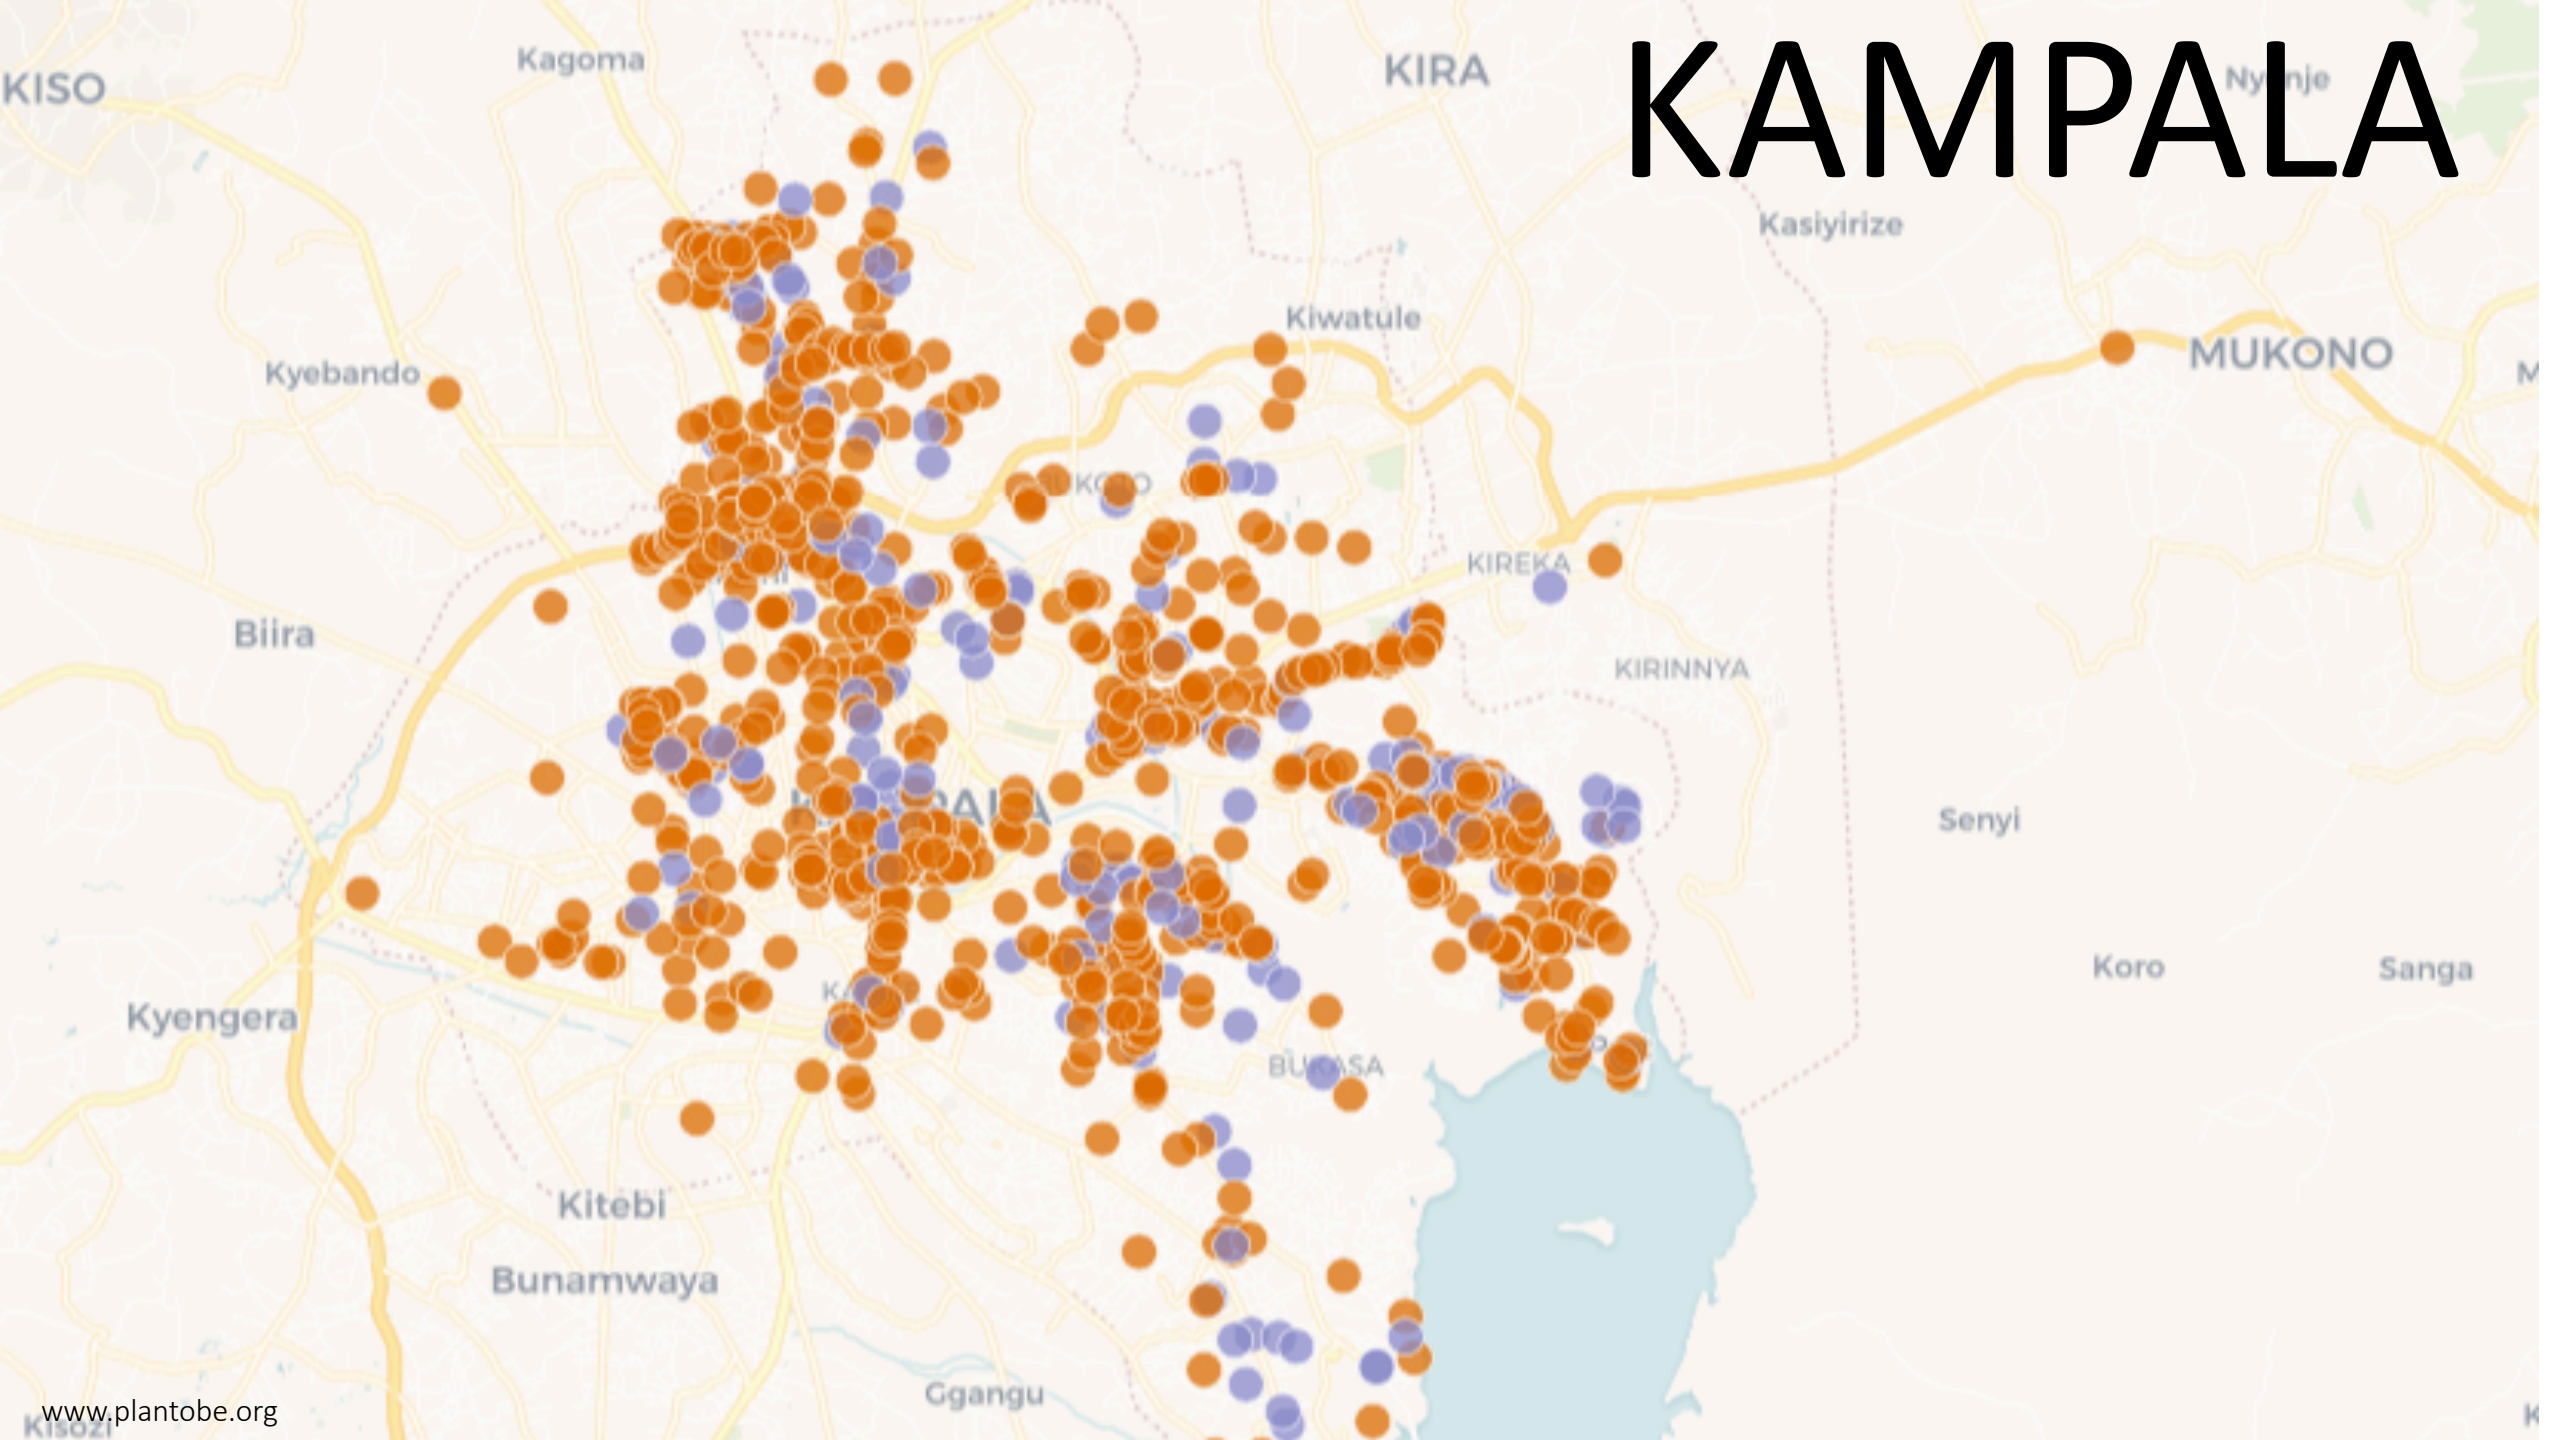 KAMPALA
Kagoma
KISO
KIRA
Kasiyirize
Kiwatule
MUKONO
Kyebando
KIREKA
Biira
KIRINNYA
Senyi
Koro
Sanga
Kyengera
Kitebi
Bunamwaya
Ggangu
www.plantobe.org
Kisozi